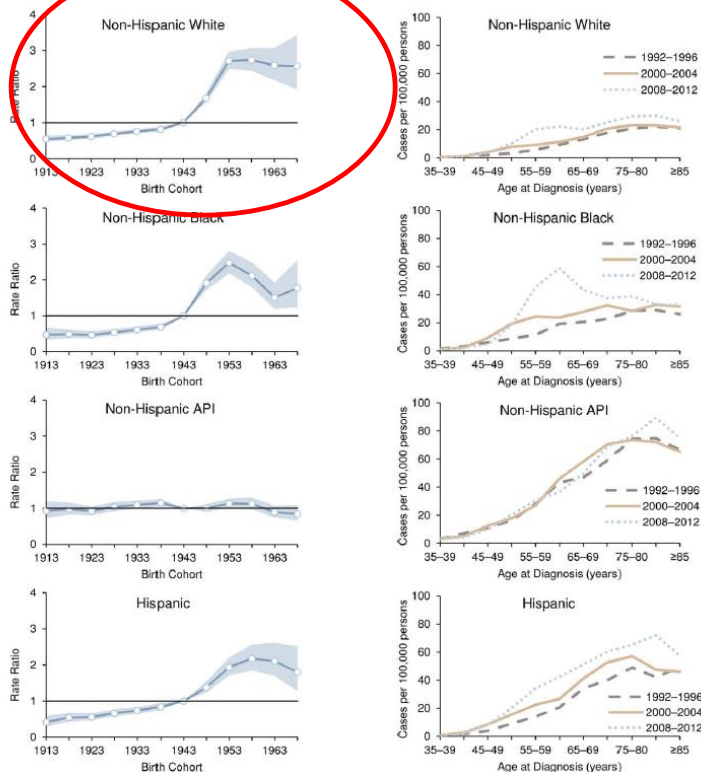 Non-Hispanic White
4
3
2
1
0
Rate Ratio
1913 1923 1933 1943 1953 1963
Birth Cohort
Non-Hispanic White
100
80
60
40
20
0
Cases per 100,000 persons
1992–1996
2000–2004
2008–2012
35–39 45–49 55–59 65–69 75–80 ≥85
Age at Diagnosis (years)
Non-Hispanic Black
4
3
2
1
0
Rate Ratio
1913 1923 1933 1943 1953 1963
Birth Cohort
Non-Hispanic Black
100
80
60
40
20
0
Cases per 100,000 persons
1992–1996
2000–2004
2008–2012
35–39 45–49 55–59 65–69 75–80 ≥85
Age at Diagnosis (years)
Non-Hispanic API
4
3
2
1
0
Rate Ratio
1913 1923 1933 1943 1953 1963
Birth Cohort
Non-Hispanic API
100
80
60
40
20
0
Cases per 100,000 persons
1992–1996
2000–2004
2008–2012
35–39 45–49 55–59 65–69 75–80 ≥85
Age at Diagnosis (years)
Hispanic
4
3
2
1
0
Rate Ratio
1913 1923 1933 1943 1953 1963
Birth Cohort
Hispanic
100
80
60
40
20
0
Cases per 100,000 persons
1992–1996
2000–2004
2008–2012
35–39 45–49 55–59 65–69 75–80 ≥85
Age at Diagnosis (years)